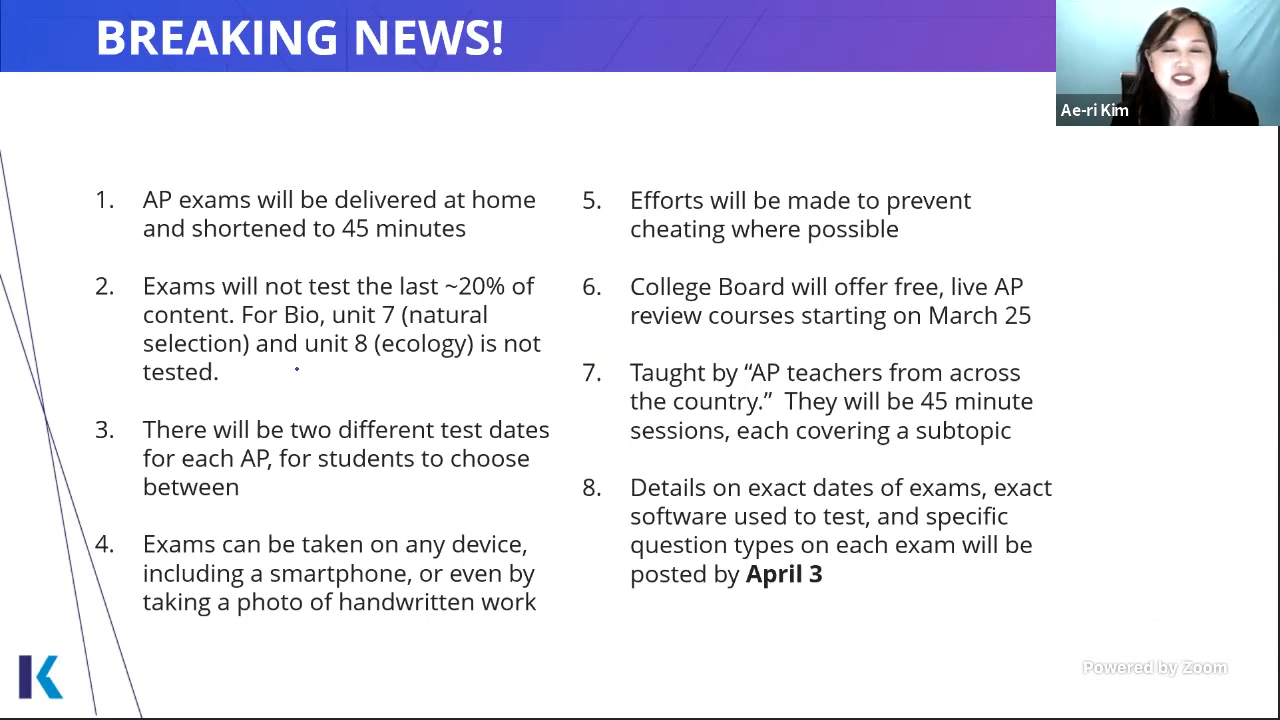 BREAKING NEWS!
Ae-ri Kim
1. AP exams will be delivered at home
and shortened to 45 minutes
2. Exams will not test the last ~20% of
content. For Bio, unit 7 (natural
selection) and unit 8 (ecology) is not
tested.
3. There will be two different test dates
for each AP, for students to choose
between
4. Exams can be taken on any device,
including a smartphone, or even by
taking a photo of handwritten work
5. Efforts will be made to prevent
cheating where possible
6. College Board will offer free, live AP
review courses starting on March 25
7. Taught by “AP teachers from across
the country.” They will be 45 minute
sessions, each covering a subtopic
8. Details on exact dates of exams, exact
software used to test, and specific
question types on each exam will be
posted by April 3
K
Powered by Zoom